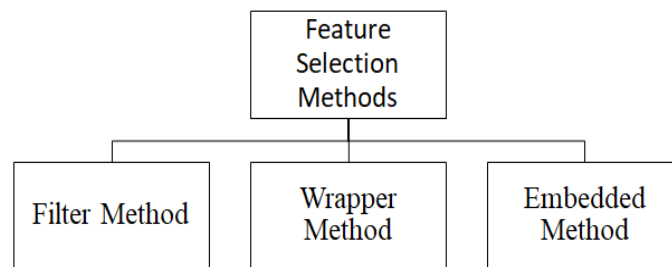 Feature
Selection
Methods
Filter Method
Wrapper
Method
Embedded
Method